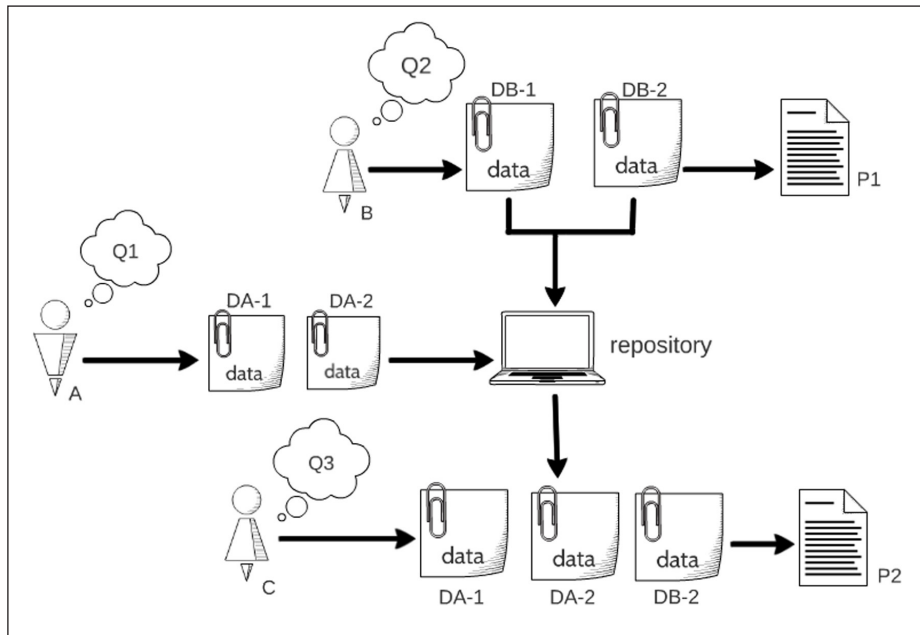 Q2
DB-1
DB-2
data
data
P1
B
Q1
DA-1
DA-2
data
data
repository
A
Q3
data
data
data
C
DA-1
DA-2
DB-2
P2